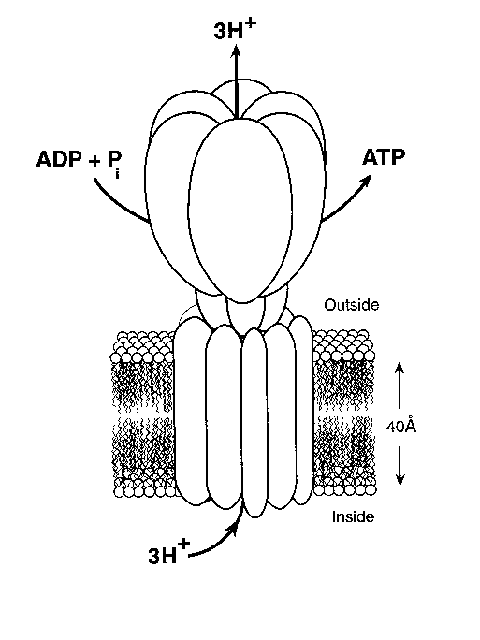 3H+
ADP + Pi
ATP
Outside
40Å
Inside
3H+